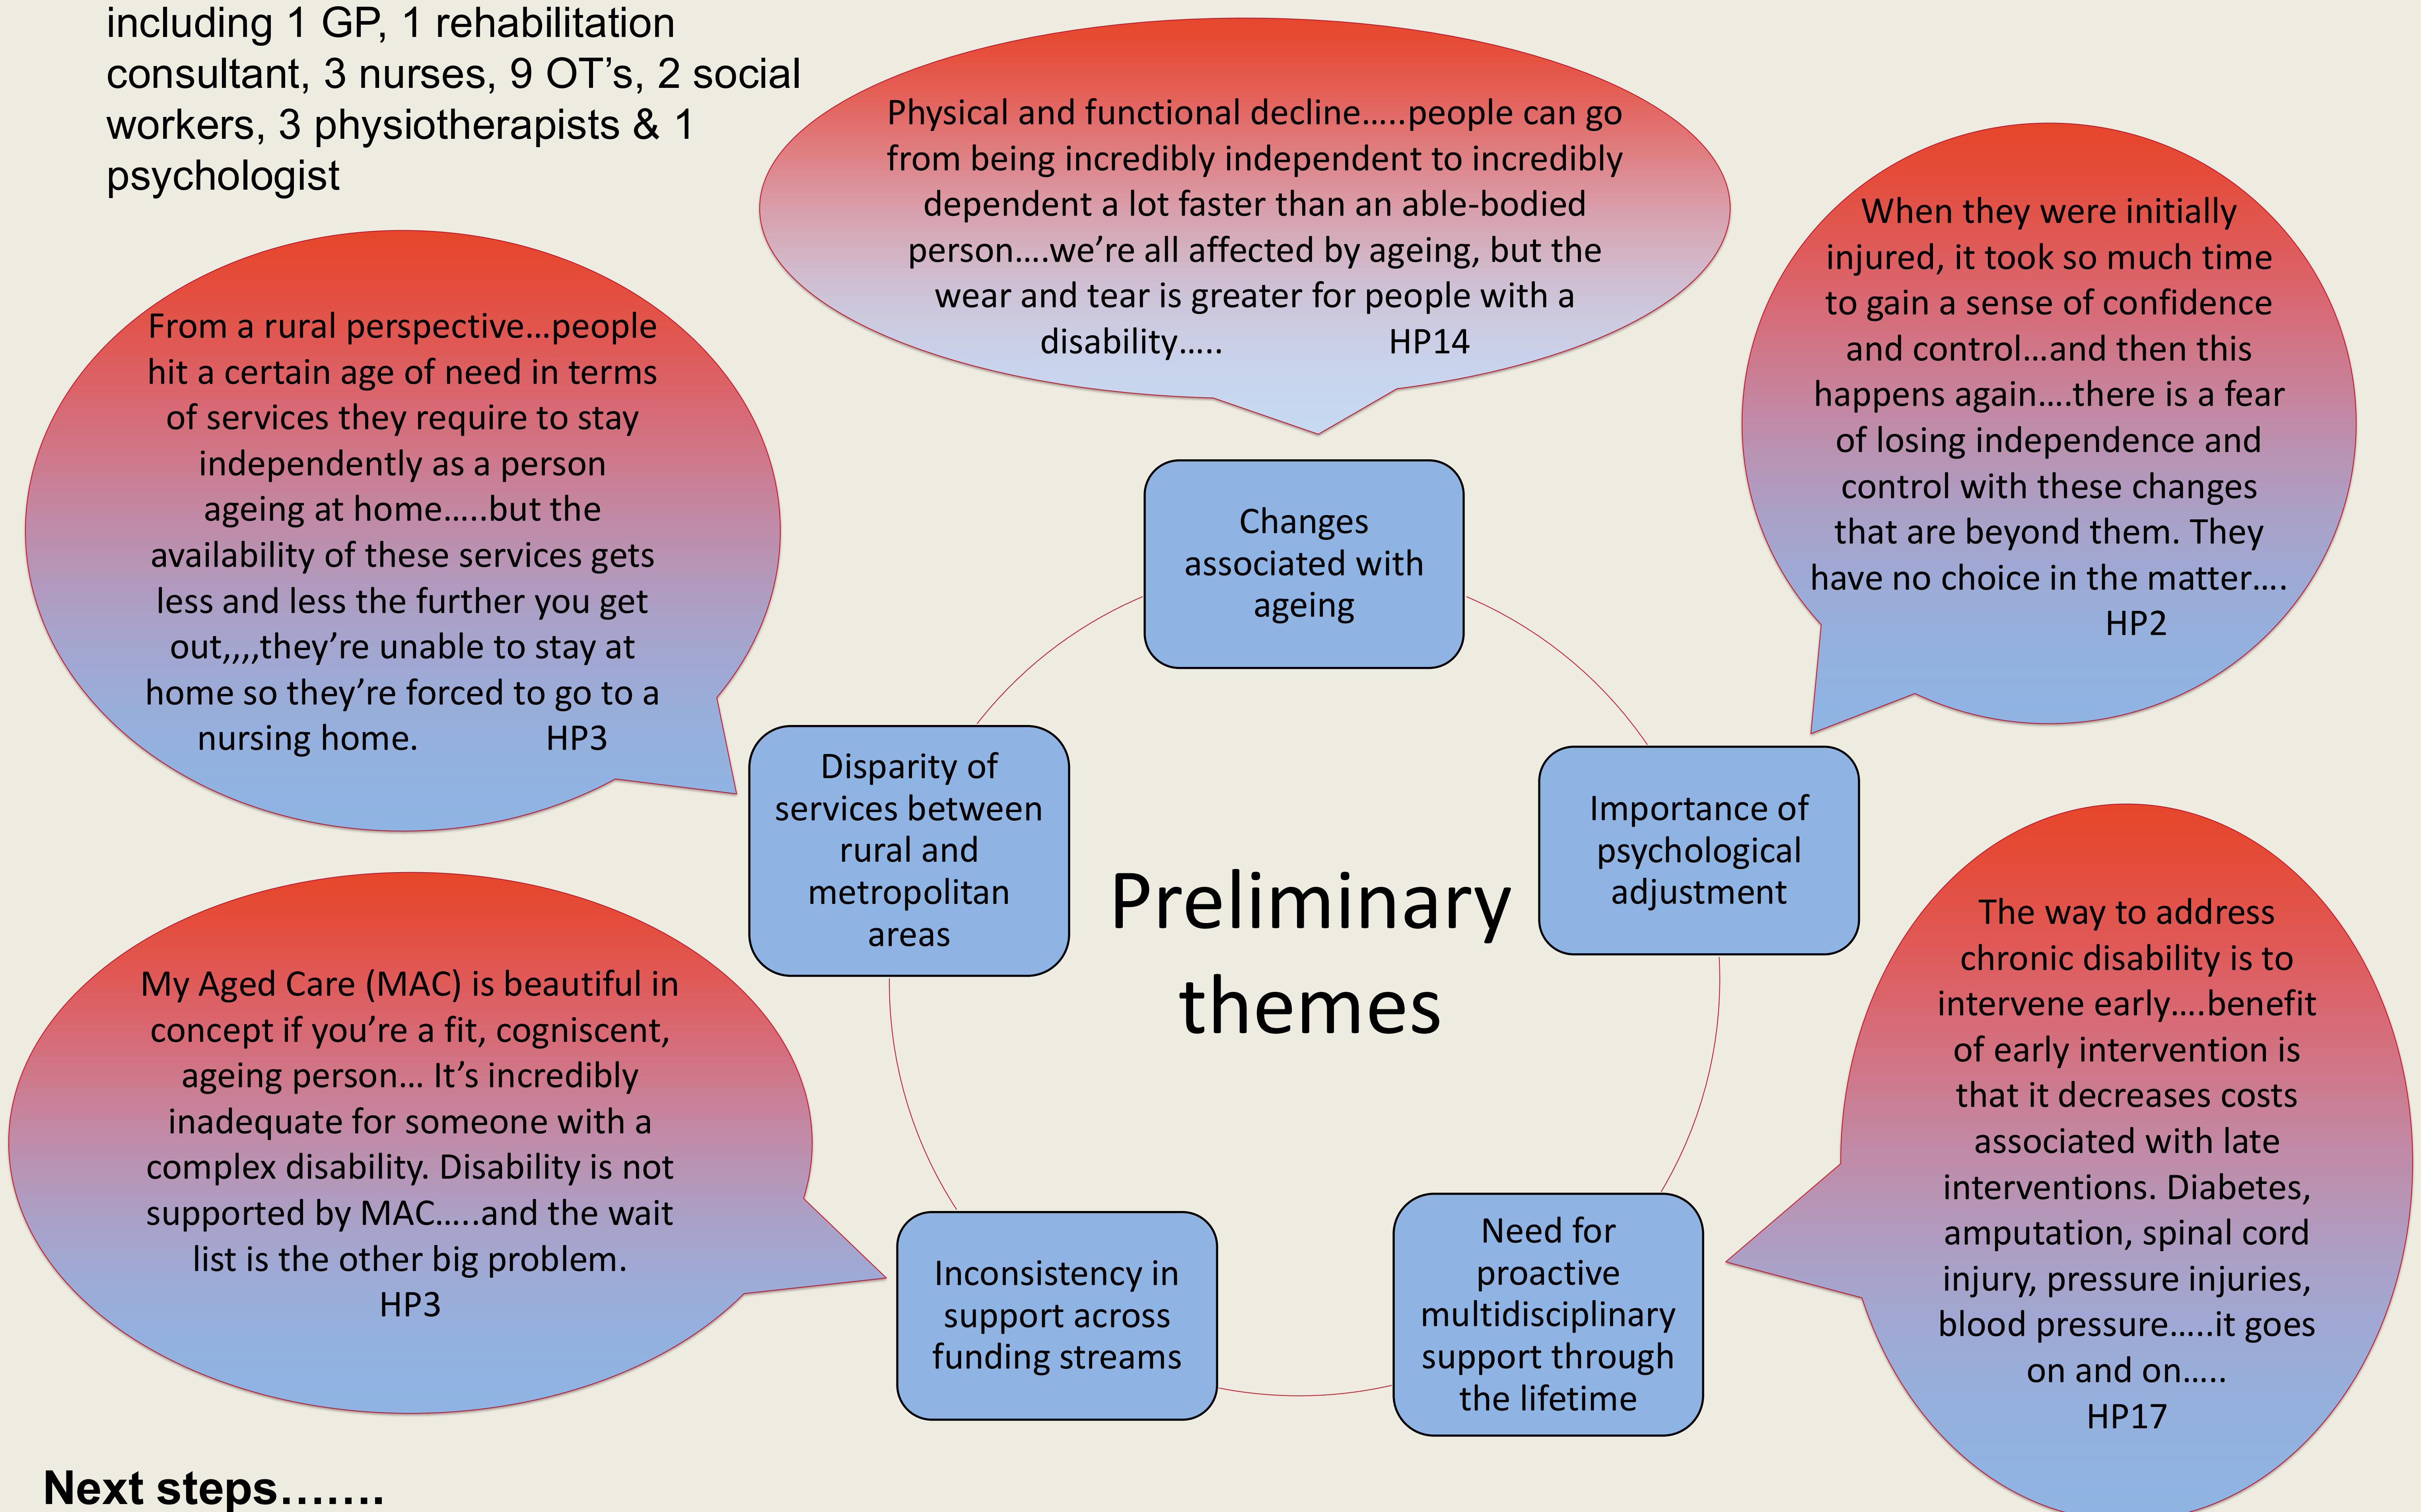 including 1 GP, 1 rehabilitation
consultant, 3 nurses, 9 OT’s, 2 social
workers, 3 physiotherapists & 1
psychologist
Physical and functional decline.....people can go
from being incredibly independent to incredibly
dependent a lot faster than an able-bodied
person....we’re all affected by ageing, but the
wear and tear is greater for people with a
disability..... HP14
When they were initially
injured, it took so much time
to gain a sense of confidence
and control...and then this
happens again....there is a fear
of losing independence and
control with these changes
that are beyond them. They
have no choice in the matter....
HP2
From a rural perspective...people
hit a certain age of need in terms
of services they require to stay
independently as a person
ageing at home.....but the
availability of these services gets
less and less the further you get
out,,,,they’re unable to stay at
home so they’re forced to go to a
nursing home. HP3
Changes
associated with
ageing
Disparity of
services between
rural and
metropolitan
areas
Importance of
psychological
adjustment
Preliminary
themes
The way to address
chronic disability is to
intervene early....benefit
of early intervention is
that it decreases costs
associated with late
interventions. Diabetes,
amputation, spinal cord
injury, pressure injuries,
blood pressure.....it goes
on and on.....
HP17
My Aged Care (MAC) is beautiful in
concept if you’re a fit, cogniscent,
ageing person... It’s incredibly
inadequate for someone with a
complex disability. Disability is not
supported by MAC.....and the wait
list is the other big problem.
HP3
Inconsistency in
support across
funding streams
Need for
proactive
multidisciplinary
support through
the lifetime
Next steps.......